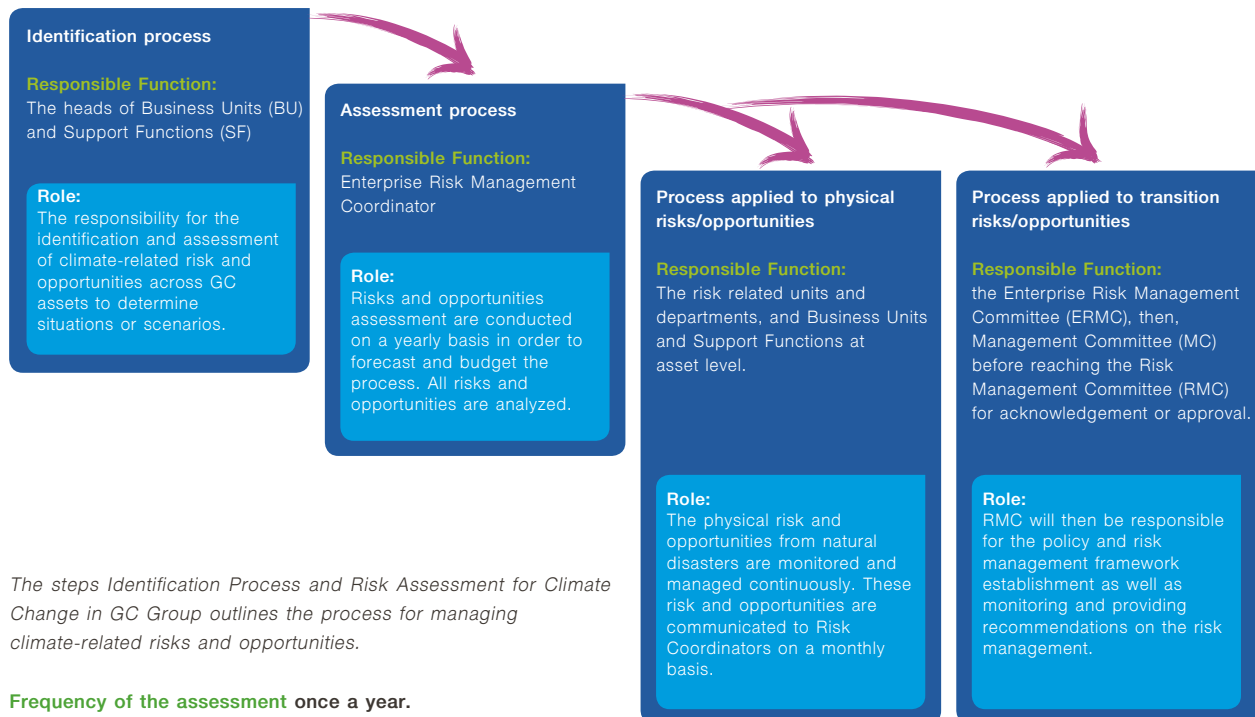 Identification process
Responsible Function:
The heads of Business Units (BU)
and Support Functions (SF)
Role:
The responsibility for the
identification and assessment
of climate-related risk and
opportunities across GC
assets to determine
situations or scenarios.
Assessment process
Responsible Function:
Enterprise Risk Management
Coordinator
Role:
Risks and opportunities
assessment are conducted
on a yearly basis in order to
forecast and budget the
process. All risks and
opportunities are analyzed.
Process applied to physical
risks/opportunities
Responsible Function:
The risk related units and
departments, and Business Units
and Support Functions at
asset level.
Role:
The physical risk and
opportunities from natural
disasters are monitored and
managed continuously. These
risk and opportunities are
communicated to Risk
Coordinators on a monthly
basis.
Process applied to transition
risks/opportunities
Responsible Function:
the Enterprise Risk Management
Committee (ERMC), then,
Management Committee (MC)
before reaching the Risk
Management Committee (RMC)
for acknowledgement or approval.
Role:
RMC will then be responsible
for the policy and risk
management framework
establishment as well as
monitoring and providing
recommendations on the risk
management.
The steps Identification Process and Risk Assessment for Climate
Change in GC Group outlines the process for managing
climate-related risks and opportunities.
Frequency of the assessment once a year.